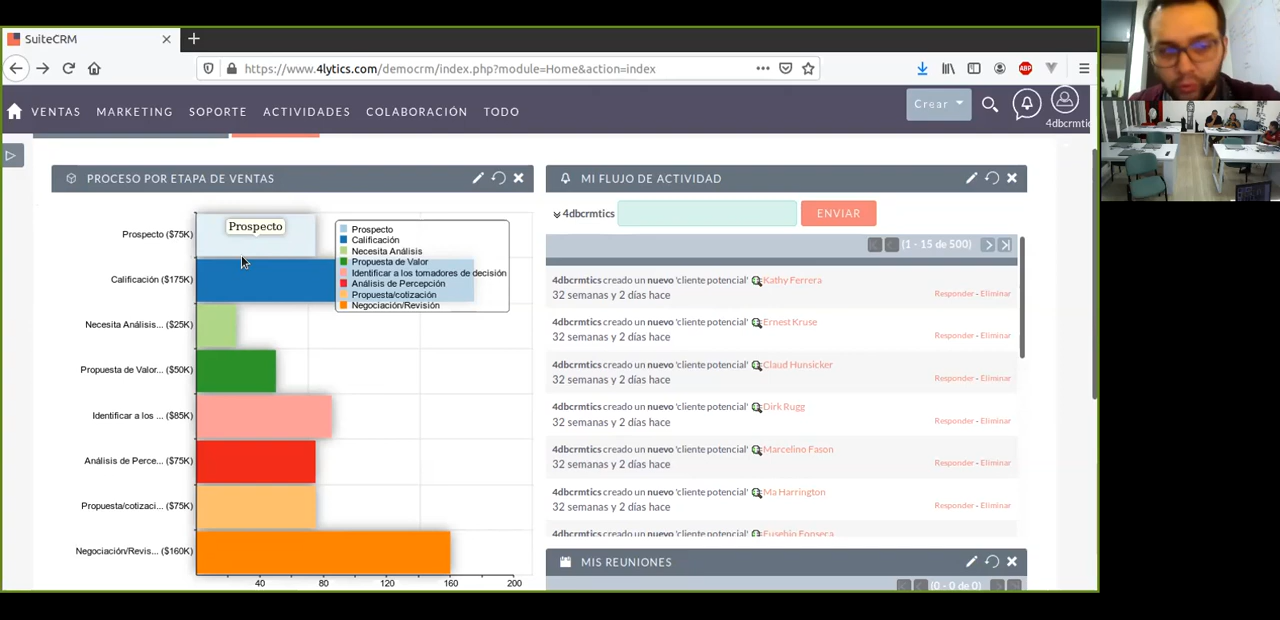 SuiteCRM
https://www.4lytics.com/democrm/index.php?module=Home&action=index
ABP
VENTAS MARKETING SOPORTE ACTIVIDADES COLABORACIÓN TODO
Crear
4dbcrmtic
PROCESO POR ETAPA DE VENTAS
Prospecto ($75K)
Calificación ($175K)
Necesita Análisis... ($25K)
Propuesta de Valor... ($50K)
Identificar a los ... ($85K)
Análisis de Perce... ($75K)
Propuesta/cotizaci... ($75K)
Negociación/Revis... ($160K)
40 80 120 160 200
Prospecto
Prospecto
Calificación
Necesita Análisis
Propuesta de Valor
Identificar a los tomadores de decisión
Análisis de Percepción
Propuesta/cotización
Negociación/Revisión
MI FLUJO DE ACTIVIDAD
4dbcrmtics
ENVIAR
(1 - 15 de 500)
4dbcrmtics creado un nuevo 'cliente potencial' Kathy Ferrera
32 semanas y 2 días hace
Responder - Eliminar
4dbcrmtics creado un nuevo 'cliente potencial' Ernest Kruse
32 semanas y 2 días hace
Responder - Eliminar
4dbcrmtics creado un nuevo 'cliente potencial' Claud Hunsicker
32 semanas y 2 días hace
Responder - Eliminar
4dbcrmtics creado un nuevo 'cliente potencial' Dirk Rugg
32 semanas y 2 días hace
Responder - Eliminar
4dbcrmtics creado un nuevo 'cliente potencial' Marcelino Fason
32 semanas y 2 días hace
Responder - Eliminar
4dbcrmtics creado un nuevo 'cliente potencial' Ma Harrington
32 semanas y 2 días hace
Responder - Eliminar
4dbcrmtics creado un nuevo 'cliente potencial' Eusebio Fonseca
MIS REUNIONES
(0 - 0 de 0)